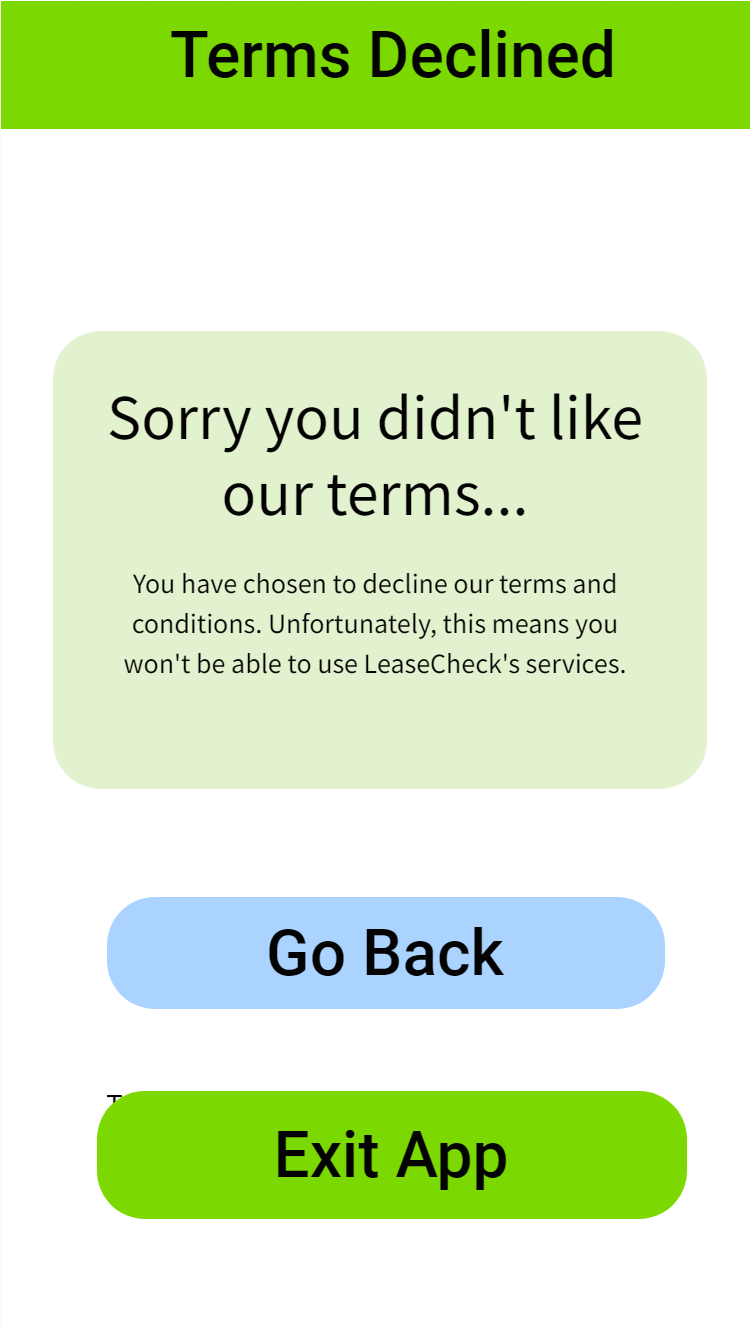 Terms Declined
Sorry you didn't like
our terms...
You have chosen to decline our terms and
conditions. Unfortunately, this means you
won't be able to use LeaseCheck's services.
Go Back
Exit App